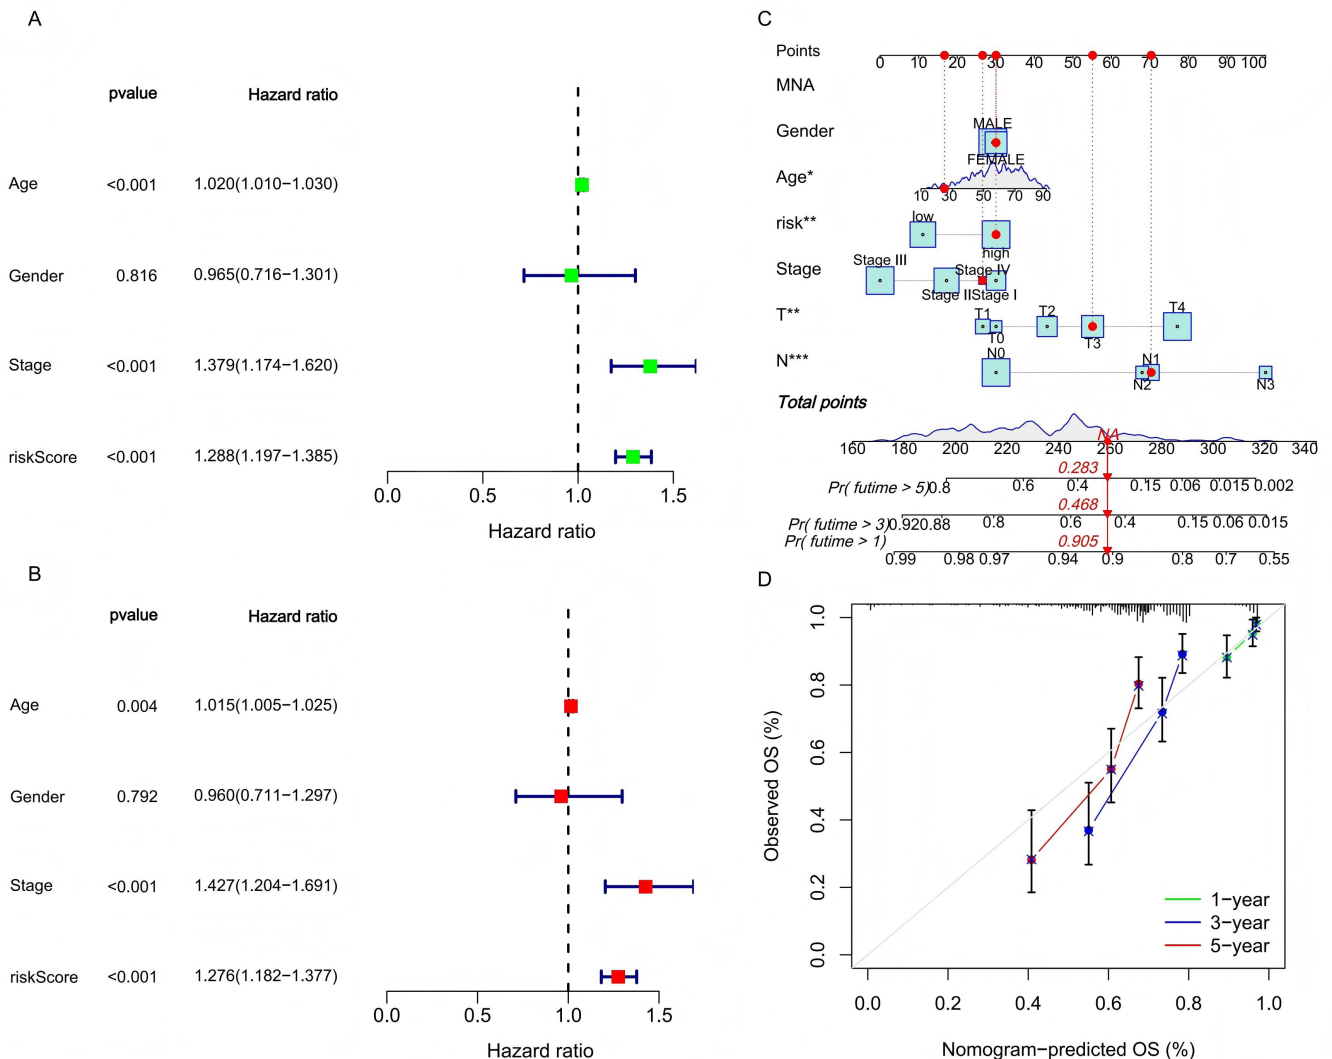 A
pvalue Hazard ratio
Age <0.001 1.020(1.010−1.030)
Gender 0.816 0.965(0.716−1.301)
Stage <0.001 1.379(1.174−1.620)
riskScore <0.001 1.288(1.197−1.385)
0.0 0.5 1.0 1.5
Hazard ratio
B
pvalue Hazard ratio
Age 0.004 1.015(1.005−1.025)
Gender 0.792 0.960(0.711−1.297)
Stage <0.001 1.427(1.204−1.691)
riskScore <0.001 1.276(1.182−1.377)
0.0 0.5 1.0 1.5
Hazard ratio
C
Points
0 10 20 30 40 50 60 70 80 90 100
MNA
MALE
Gender
FEMALE
Age*
10 30 50 70 90
low
risk**
high
Stage III Stage IV
Stage
Stage II Stage I
T1 T2 T4
T**
T0 T3
N0 N1
N***
N2 N3
Total points
NA
160 180 200 220 240 260 280 300 320 340
0.283
Pr( futime > 5) 0.8 0.6 0.4 0.15 0.06 0.015 0.002
0.468
Pr( futime > 3) 0.92 0.88 0.8 0.6 0.4 0.15 0.06 0.015
Pr( futime > 1) 0.905
0.99 0.98 0.97 0.94 0.9 0.8 0.7 0.55
D
1.0
0.8
0.6
0.4
0.2
0.0
Observed OS (%)
1−year
3−year
5−year
0.0 0.2 0.4 0.6 0.8 1.0
Nomogram−predicted OS (%)